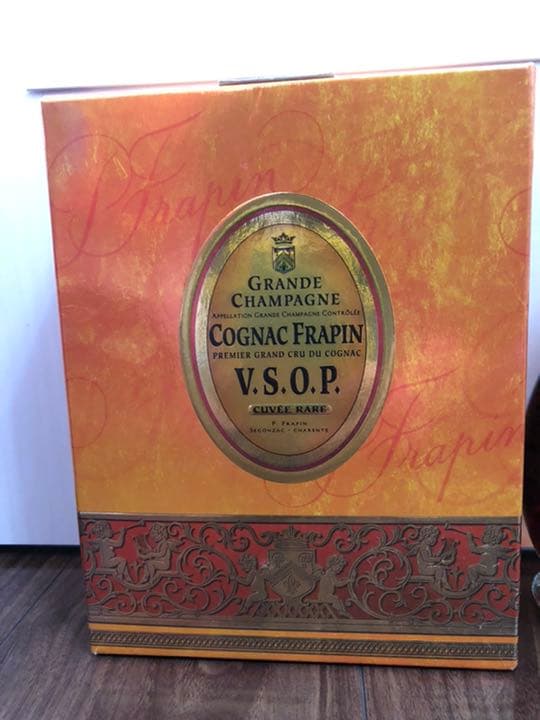 Frapin
GRANDE
CHAMPAGNE
APPELLATION GRANDE CHAMPAGNE CONTRÔLÉE
COGNAC FRAPIN
PREMIER GRAND CRU DU COGNAC
V.S.O.P.
CUVÉE RARE
P. FRAPIN
SEGONZAC - CHARENTE
Frapin